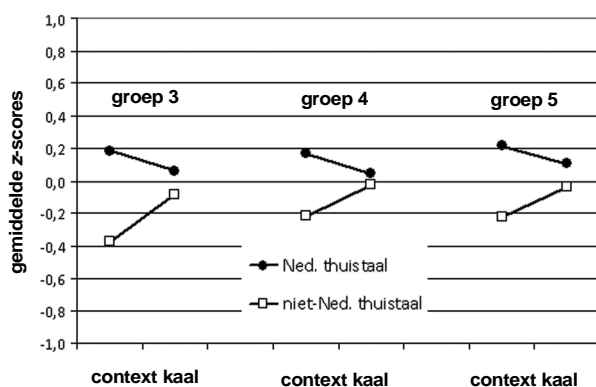 gemiddelde z-scores
1,0
0,8
0,6
0,4
0,2
0,0
-0,2
-0,4
-0,6
-0,8
-1,0
groep 3
groep 4
groep 5
Ned. thuistaal
niet-Ned. thuistaal
context kaal
context kaal
context kaal